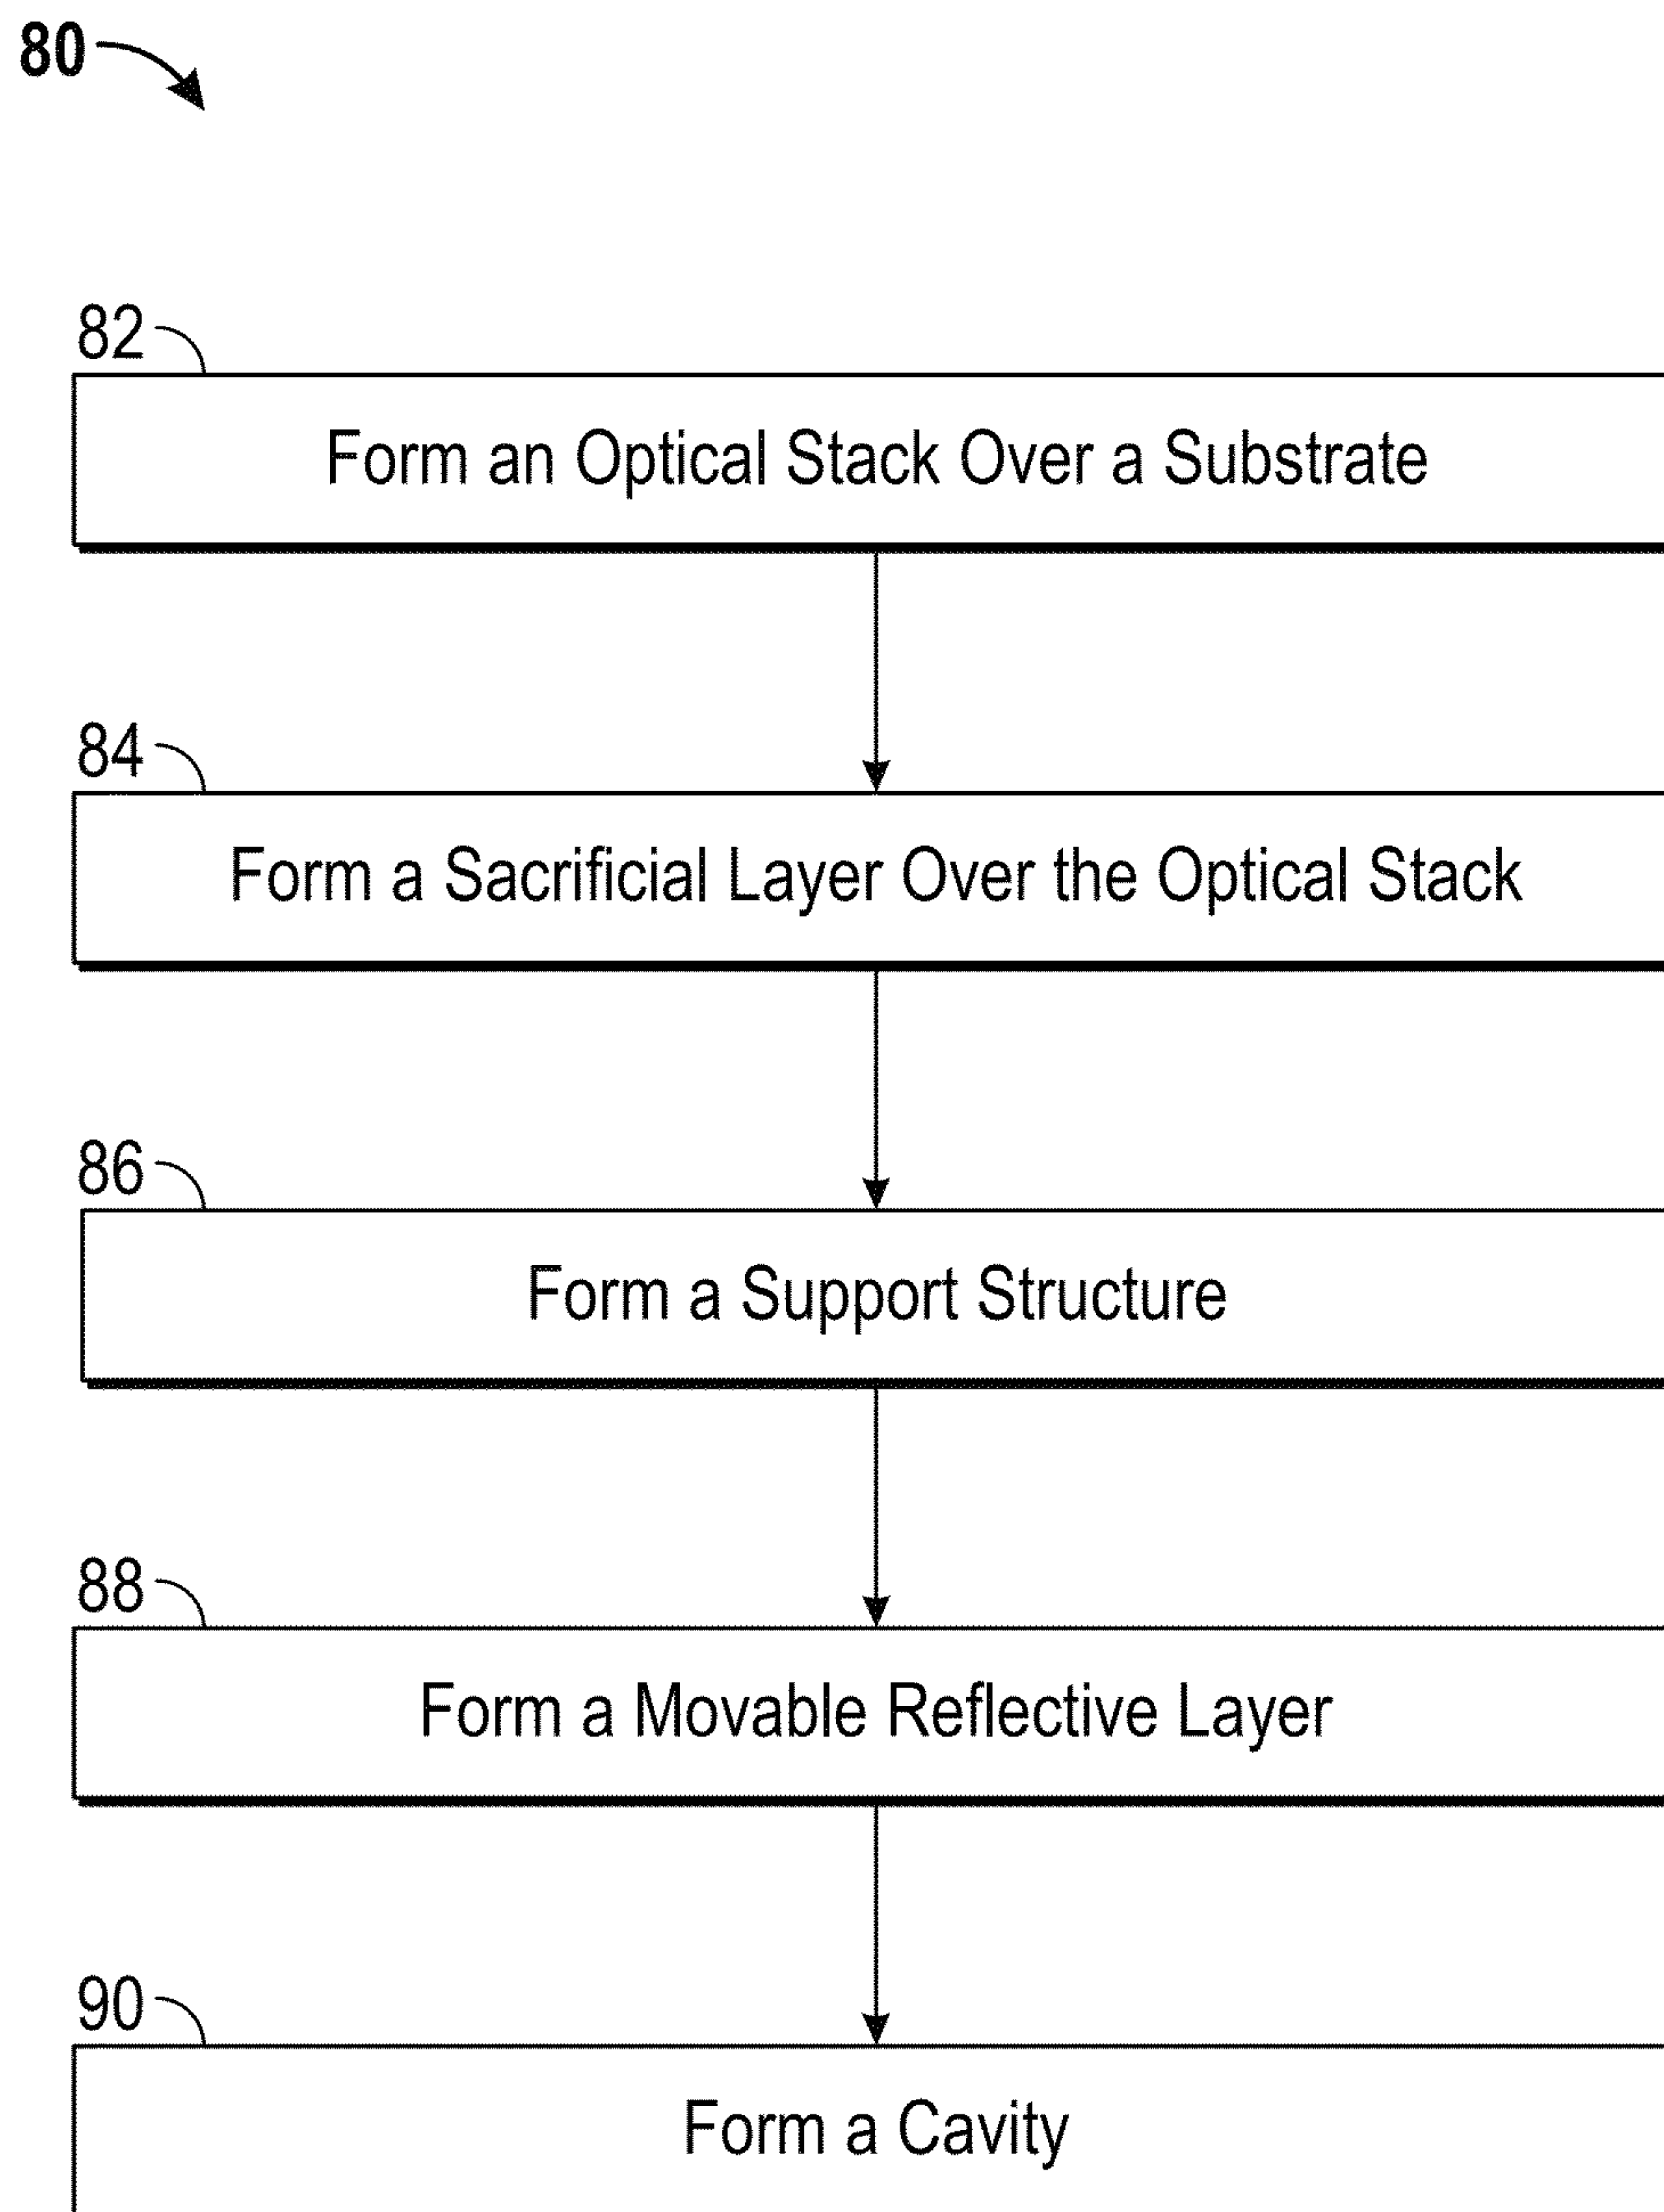 80
82
Form an Optical Stack Over a Substrate
84
Form a Sacrificial Layer Over the Optical Stack
86
Form a Support Structure
88
Form a Movable Reflective Layer
90
Form a Cavity